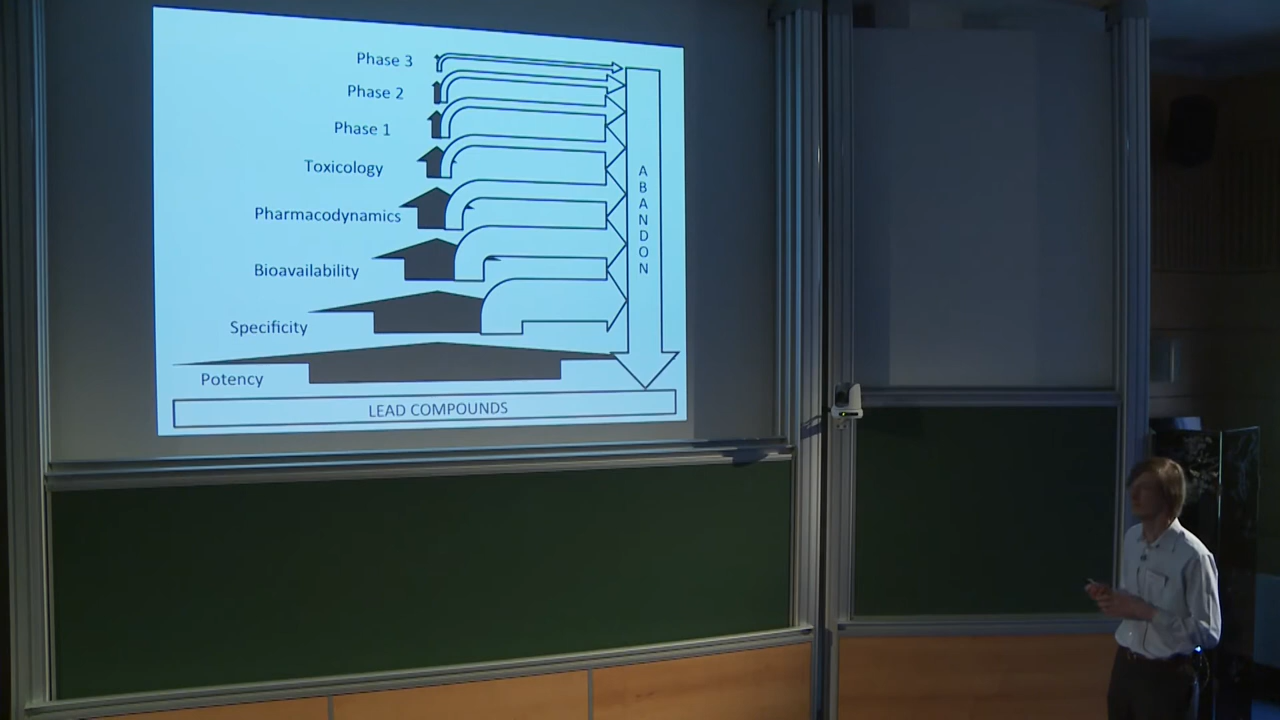 Phase 3
Phase 2
Phase 1
Toxicology
Pharmacodynamics
Bioavailability
Specificity
Potency
LEAD COMPOUNDS
ABANDON